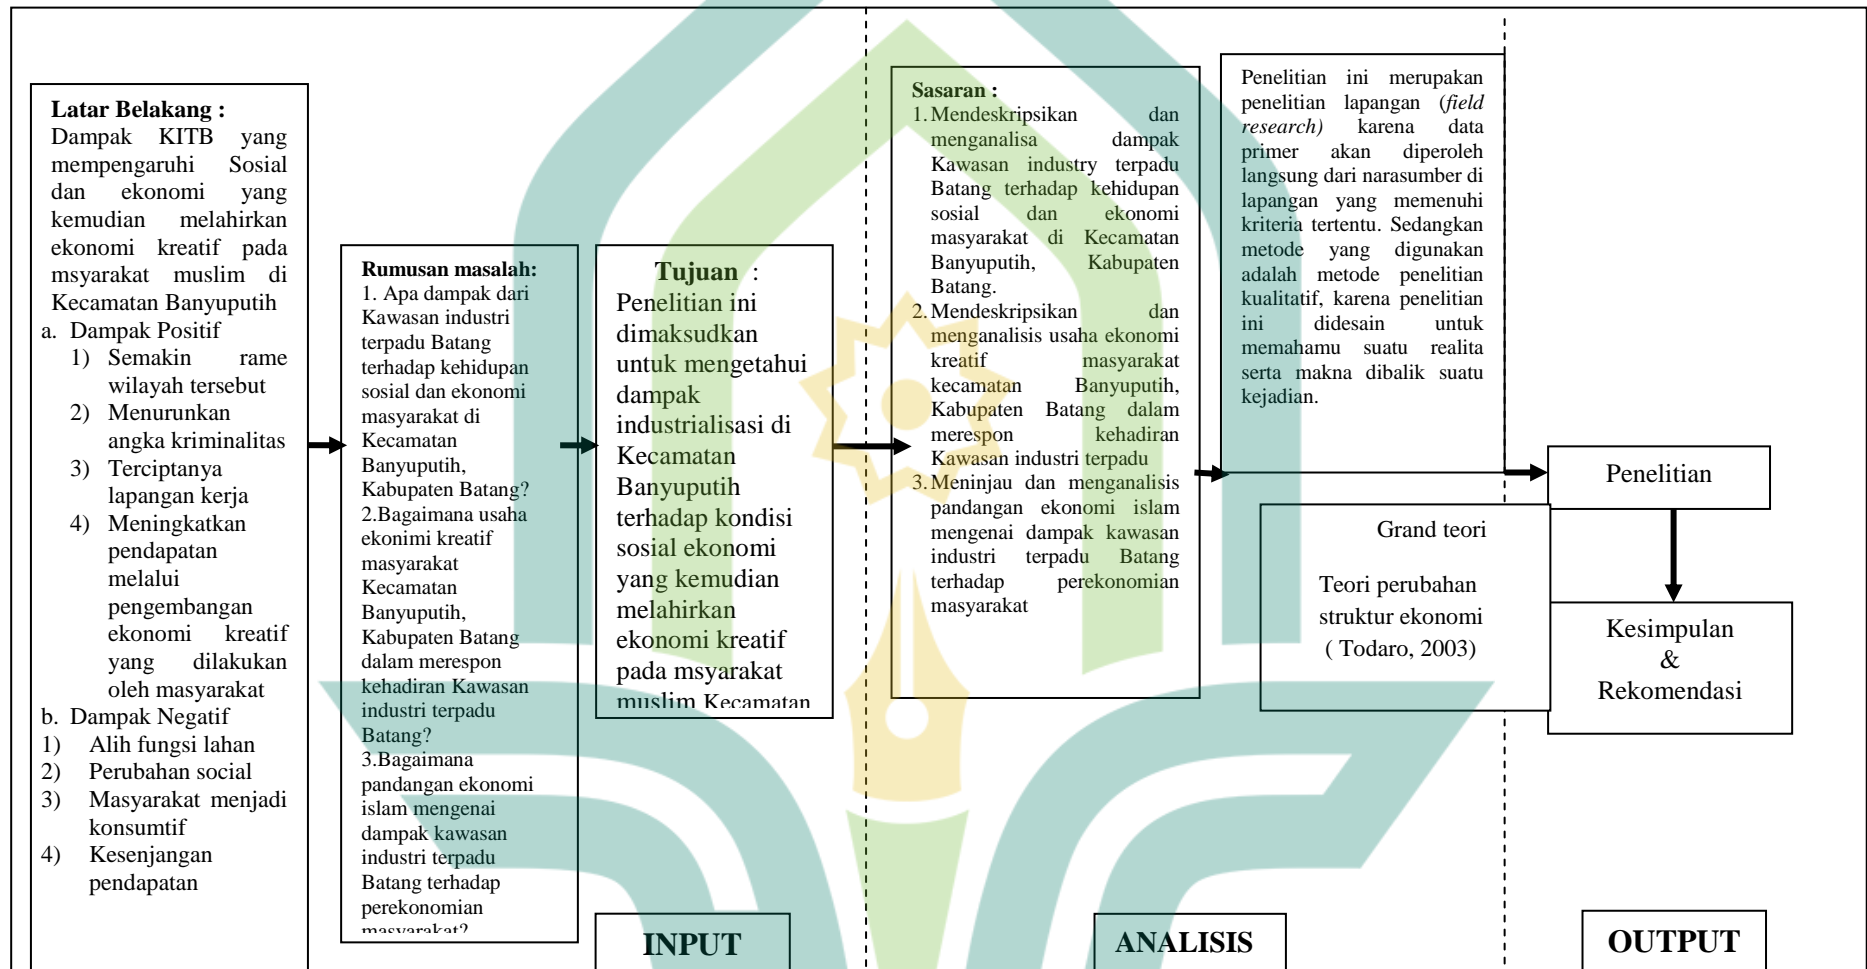 Latar Belakang :
Dampak KITB yang
mempengaruhi Sosial
dan ekonomi yang
kemudian melahirkan
ekonomi kreatif pada
msyarakat muslim di
Kecamatan Banyuputih
a. Dampak Positif
1) Semakin rame
wilayah tersebut
2) Menurunkan
angka kriminalitas
3) Terciptanya
lapangan kerja
4) Meningkatkan
pendapatan
melalui
pengembangan
ekonomi kreatif
yang dilakukan
oleh masyarakat
b. Dampak Negatif
1) Alih fungsi lahan
2) Perubahan social
3) Masyarakat menjadi
konsumtif
4) Kesenjangan
pendapatan
Rumusan masalah:
1. Apa dampak dari
Kawasan industri
terpadu Batang
terhadap kehidupan
sosial dan ekonomi
masyarakat di
Kecamatan
Banyuputih,
Kabupaten Batang?
2.Bagaimana usaha
ekonimi kreatif
masyarakat
Kecamatan
Banyuputih,
Kabupaten Batang
dalam merespon
kehadiran Kawasan
industri terpadu
Batang?
3.Bagaimana
pandangan ekonomi
islam mengenai
dampak kawasan
industri terpadu
Batang terhadap
perekonomian
masyarakat?
Tujuan :
Penelitian ini
dimaksudkan
untuk mengetahui
dampak
industrialisasi di
Kecamatan
Banyuputih
terhadap kondisi
sosial ekonomi
yang kemudian
melahirkan
ekonomi kreatif
pada msyarakat
muslim Kecamatan
INPUT
Sasaran :
1. Mendeskripsikan dan
menganalisa dampak
Kawasan industry terpadu
Batang terhadap kehidupan
sosial dan ekonomi
masyarakat di Kecamatan
Banyuputih, Kabupaten
Batang.
2. Mendeskripsikan dan
menganalisis usaha ekonomi
kreatif masyarakat
kecamatan Banyuputih,
Kabupaten Batang dalam
merespon kehadiran
Kawasan industri terpadu
3. Meninjau dan menganalisis
pandangan ekonomi islam
mengenai dampak kawasan
industri terpadu Batang
terhadap perekonomian
masyarakat
Penelitian ini merupakan
penelitian lapangan (field
research) karena data
primer akan diperoleh
langsung dari narasumber di
lapangan yang memenuhi
kriteria tertentu. Sedangkan
metode yang digunakan
adalah metode penelitian
kualitatif, karena penelitian
ini didesain untuk
memahamu suatu realita
serta makna dibalik suatu
kejadian.
Grand teori
Teori perubahan
struktur ekonomi
( Todaro, 2003)
ANALISIS
Penelitian
Kesimpulan
&
Rekomendasi
OUTPUT